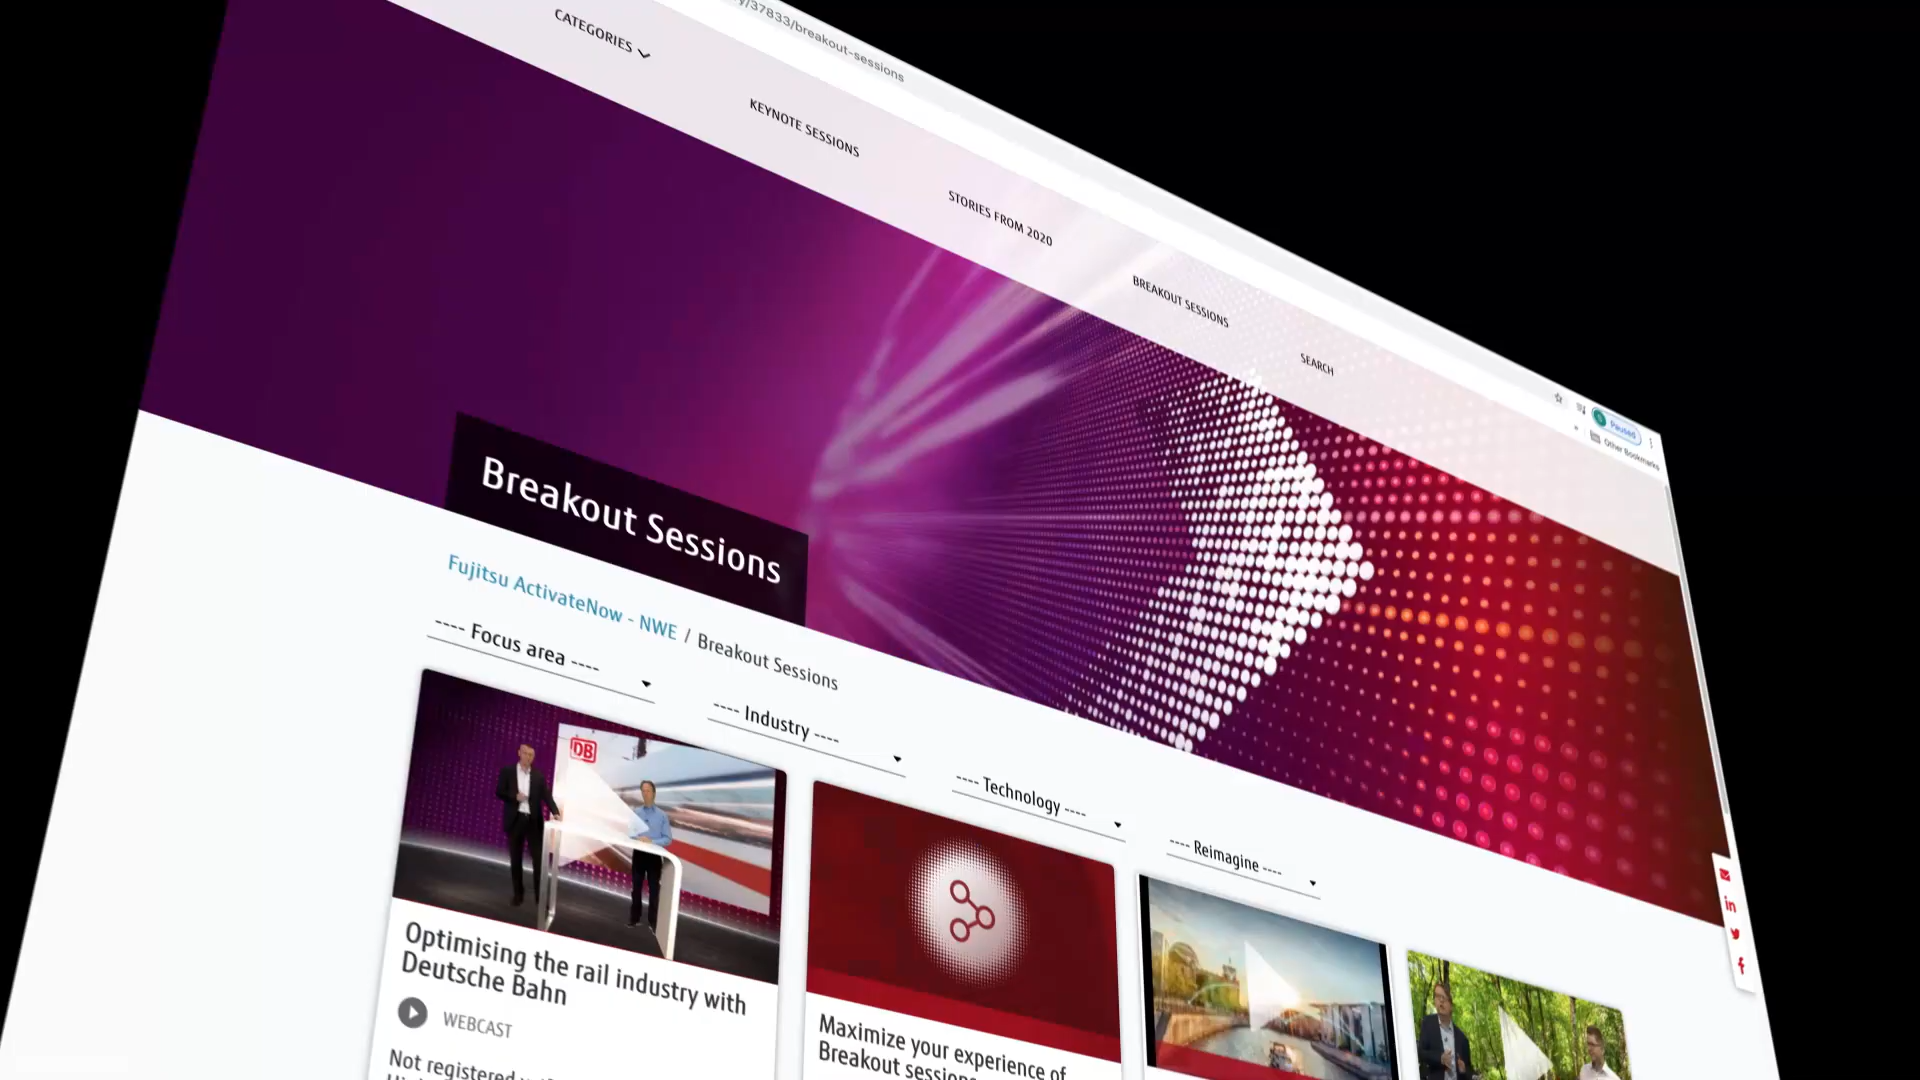 y/37833/breakout-sessions
CATEGORIES
KEYNOTE SESSIONS
STORIES FROM 2020
BREAKOUT SESSIONS
SEARCH
Paused
Other Bookmarks
Breakout Sessions
Fujitsu ActivateNow - NWE / Breakout Sessions
---- Focus area ----
---- Industry ----
---- Technology ----
---- Reimagine ----
DB
Optimising the rail industry with
Deutsche Bahn
WEBCAST
Not registered
Maximize your experience of
Breakout sessions
in